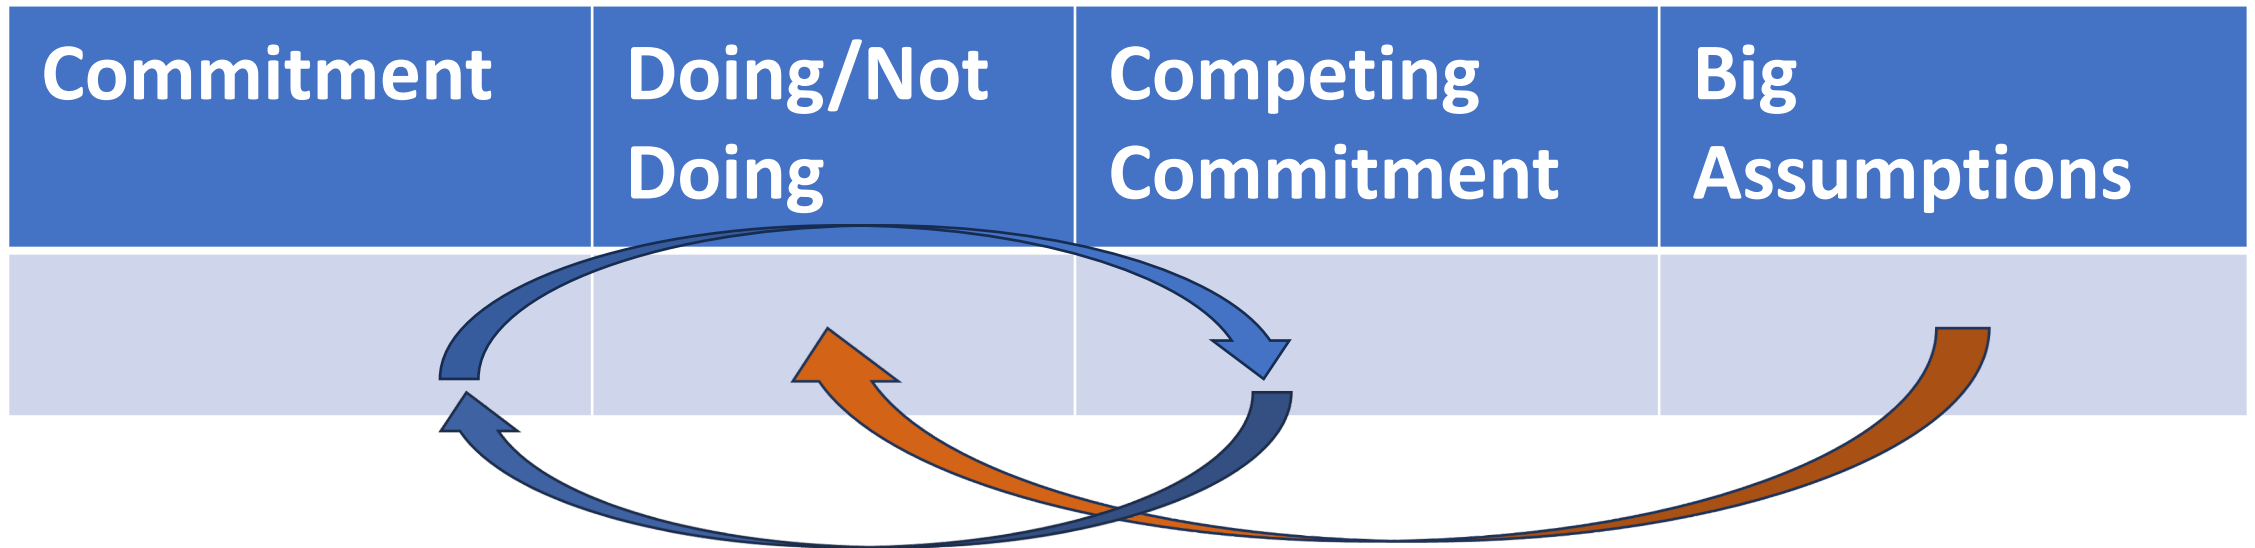 Commitment
Doing/Not
Doing
Competing
Commitment
Big
Assumptions